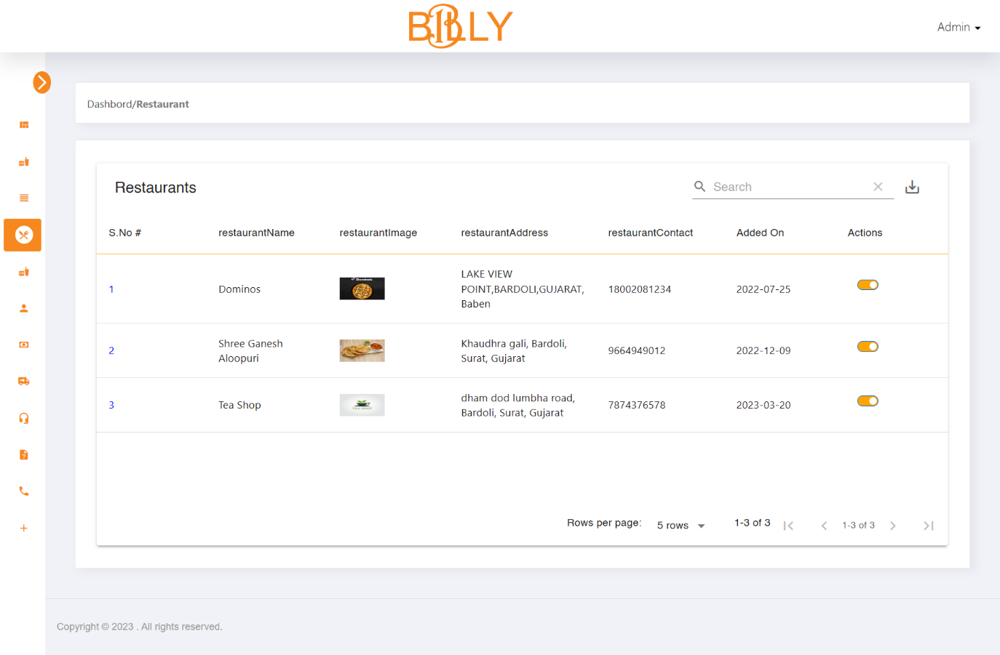 BILLY
Admin
Dashbord/Restaurant
Restaurants
Search
S.No #
restaurantName
restaurantImage
restaurantAddress
restaurantContact
Added On
Actions
1
Dominos
Domino's
LAKE VIEW
POINT,BARDOLI,GUJARAT,
Baben
18002081234
2022-07-25
2
Shree Ganesh
Aloopuri
Khaudhra gali, Bardoli,
Surat, Gujarat
9664949012
2022-12-09
3
Tea Shop
TEA SHOP
dham dod lumbha road,
Bardoli, Surat, Gujarat
7874376578
2023-03-20
Rows per page:
5 rows
1-3 of 3
1-3 of 3
Copyright © 2023 . All rights reserved.